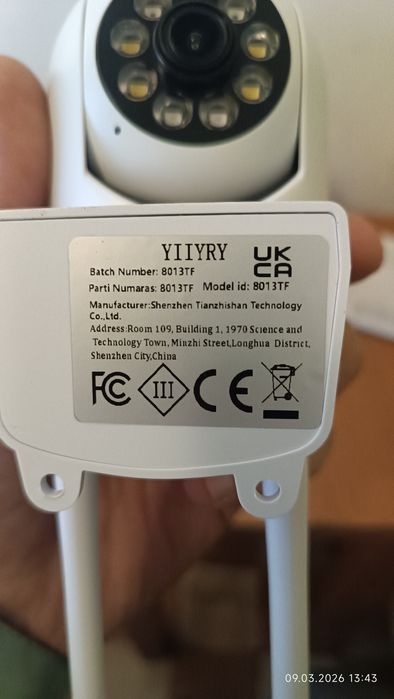 YIIYRY
UK
CA
Batch Number: 8013TF
Parti Numaras: 8013TF Model id: 8013TF
Manufacturer:Shenzhen Tianzhishan Technology
Co.,Ltd.
Address:Room 109, Building 1, 1970 Science and
Technology Town, Minzhi Street,Longhua District,
Shenzhen City,China
FC III CE
09.03.2026 13:43